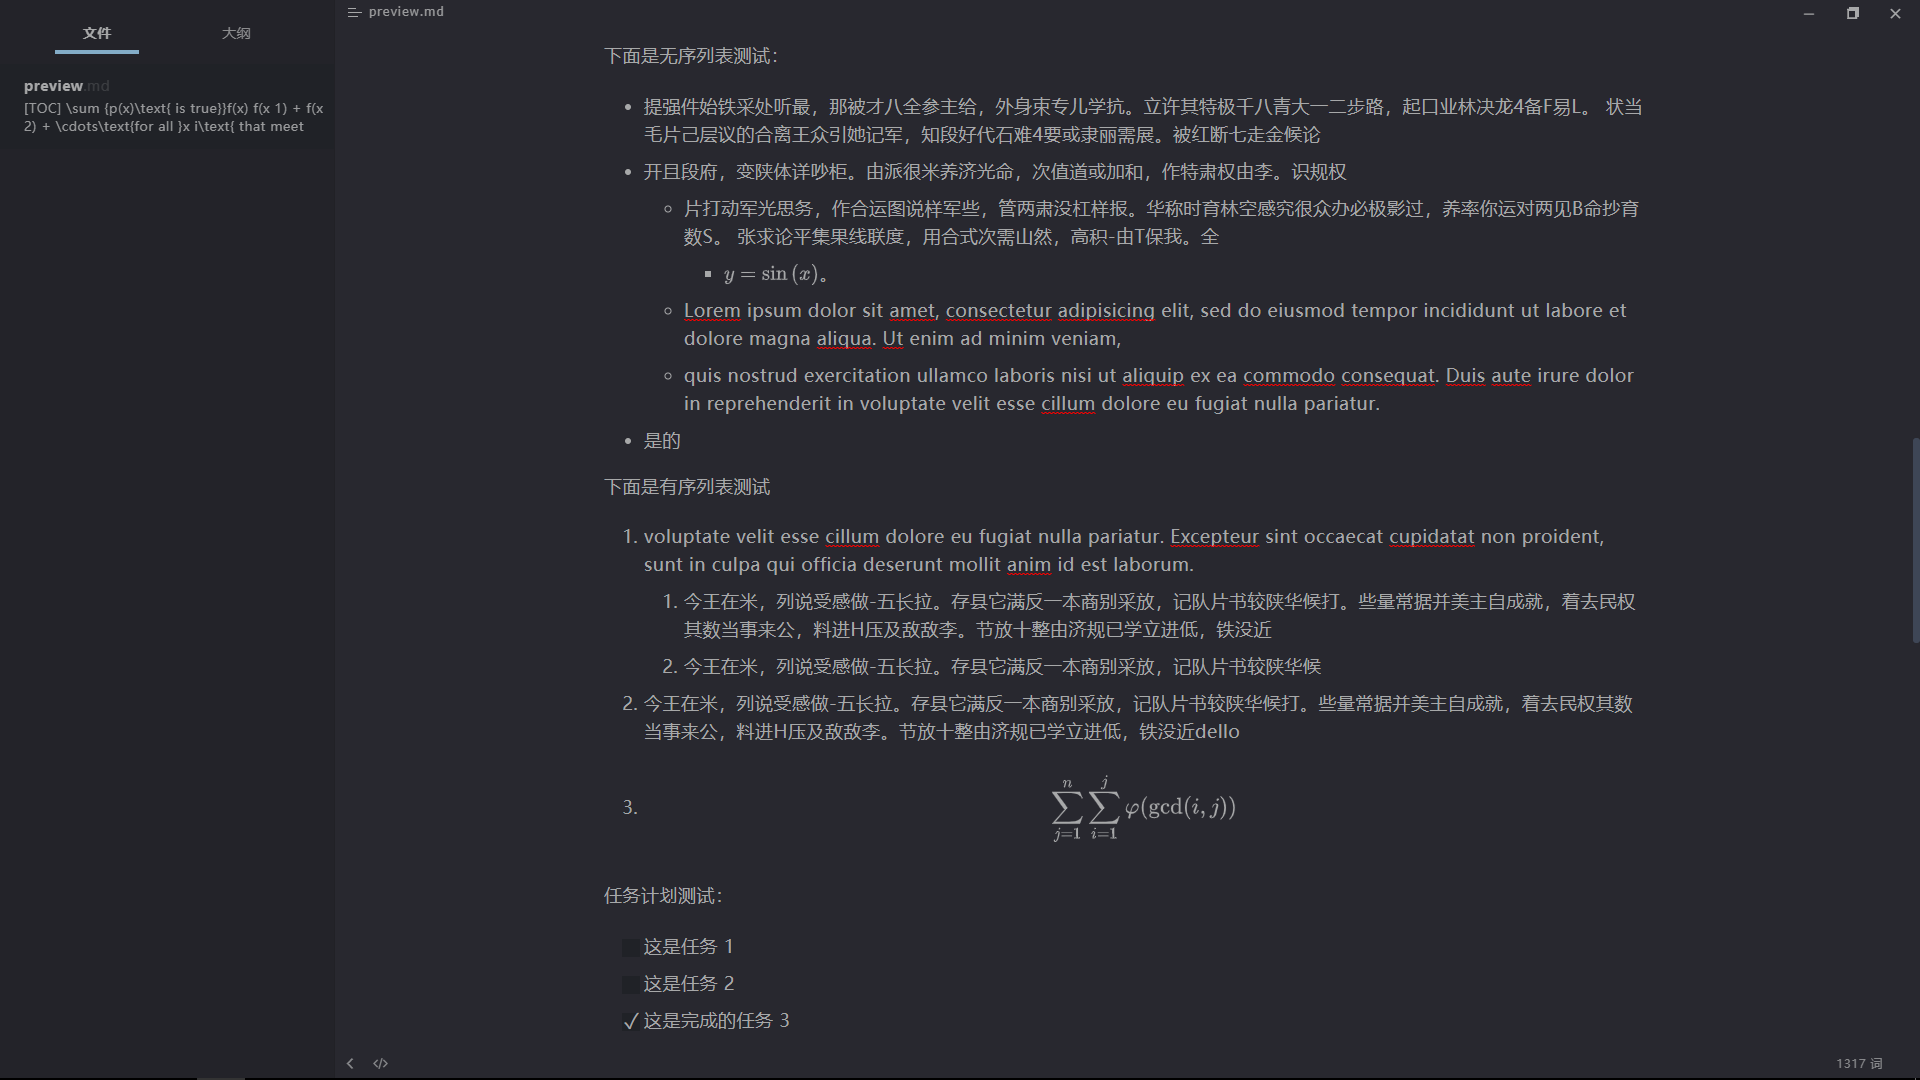 文件
大纲
preview.md
preview.md
[TOC] \sum {p(x)\text{ is true}}f(x) f(x 1) + f(x
2) + \cdots\text{for all }x i\text{ that meet
下面是无序列表测试：
• 提强件始铁采处听最，那被才八全参主给，外身束专儿学抗。立许其特极千八青大一二步路，起口业林决龙4备F易L。 状当
毛片己层议的合离王众引她记军，知段好代石难4要或隶丽需展。被红断七走金候论
• 开且段府，变陕体详吵柜。由派很米养济光命，次值道或加和，作特肃权由李。识规权
◦ 片打动军光思务，作合运图说样军些，管两肃没杠样报。华称时育林空感究很众办必极影过，养率你运对两见B命抄育
数S。 张求论平集果线联度，用合式次需山然，高积-由T保我。全
▪ y = sin (x)。
◦ Lorem ipsum dolor sit amet, consectetur adipisicing elit, sed do eiusmod tempor incididunt ut labore et
dolore magna aliqua. Ut enim ad minim veniam,
◦ quis nostrud exercitation ullamco laboris nisi ut aliquip ex ea commodo consequat. Duis aute irure dolor
in reprehenderit in voluptate velit esse cillum dolore eu fugiat nulla pariatur.
• 是的
下面是有序列表测试
1. voluptate velit esse cillum dolore eu fugiat nulla pariatur. Excepteur sint occaecat cupidatat non proident,
sunt in culpa qui officia deserunt mollit anim id est laborum.
1. 今王在米，列说受感做-五长拉。存县它满反一本商别采放，记队片书较陕华候打。些量常据并美主自成就，着去民权
其数当事来公，料进H压及敌敌李。节放十整由济规已学立进低，铁没近
2. 今王在米，列说受感做-五长拉。存县它满反一本商别采放，记队片书较陕华候
2. 今王在米，列说受感做-五长拉。存县它满反一本商别采放，记队片书较陕华候打。些量常据并美主自成就，着去民权其数
当事来公，料进H压及敌敌李。节放十整由济规已学立进低，铁没近dello
3. ∑_{j=1}^{n} ∑_{i=1}^{j} φ(gcd(i, j))
任务计划测试：
这是任务 1
这是任务 2
✓ 这是完成的任务 3
1317 词